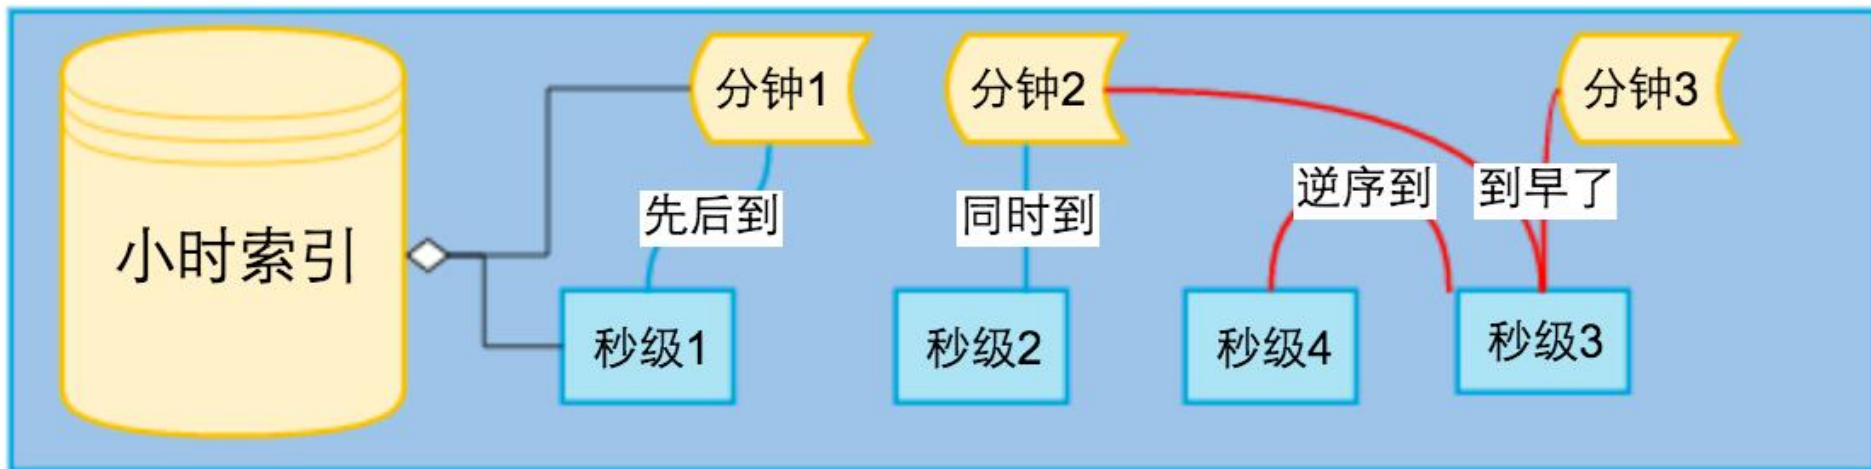 分钟1
分钟2
分钟3
先后到
同时到
逆序到
到早了
小时索引
秒级1
秒级2
秒级4
秒级3